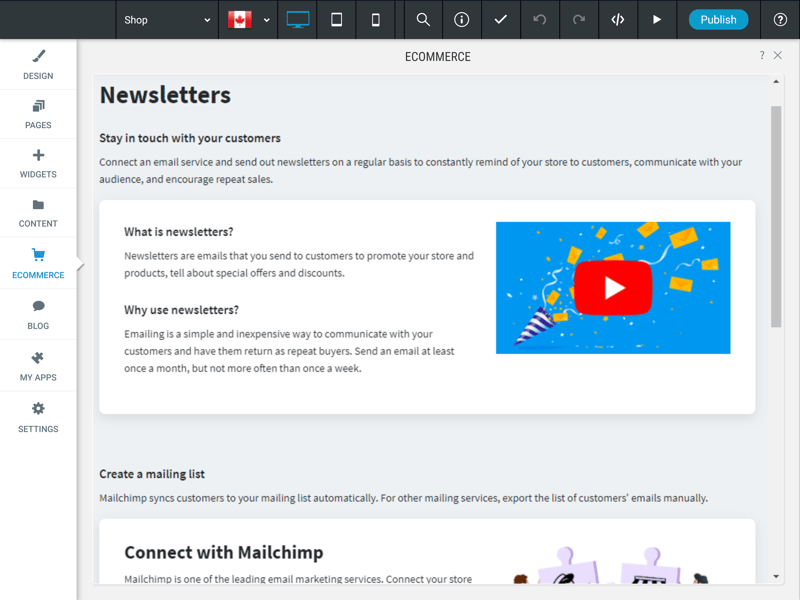 Shop
Publish
ECOMMERCE
?
DESIGN
PAGES
WIDGETS
CONTENT
ECOMMERCE
BLOG
MY APPS
SETTINGS
Newsletters
Stay in touch with your customers
Connect an email service and send out newsletters on a regular basis to constantly remind of your store to customers, communicate with your
audience, and encourage repeat sales.
What is newsletters?
Newsletters are emails that you send to customers to promote your store and
products, tell about special offers and discounts.
Why use newsletters?
Emailing is a simple and inexpensive way to communicate with your
customers and have them return as repeat buyers. Send an email at least
once a month, but not more often than once a week.
Create a mailing list
Mailchimp syncs customers to your mailing list automatically. For other mailing services, export the list of customers' emails manually.
Connect with Mailchimp
Mailchimp is one of the leading email marketing services. Connect your store